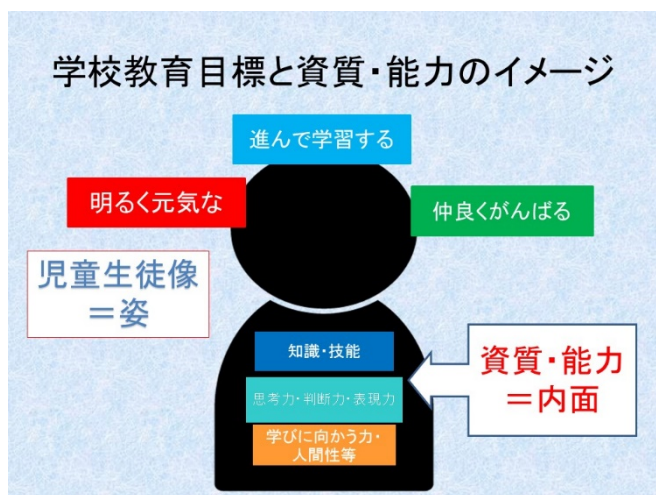 学校教育目標と資質・能力のイメージ
進んで学習する
明るく元気な
仲良くがんばる
児童生徒像
＝姿
知識・技能
思考力・判断力・表現力
学びに向かう力・
人間性等
資質・能力
＝内面